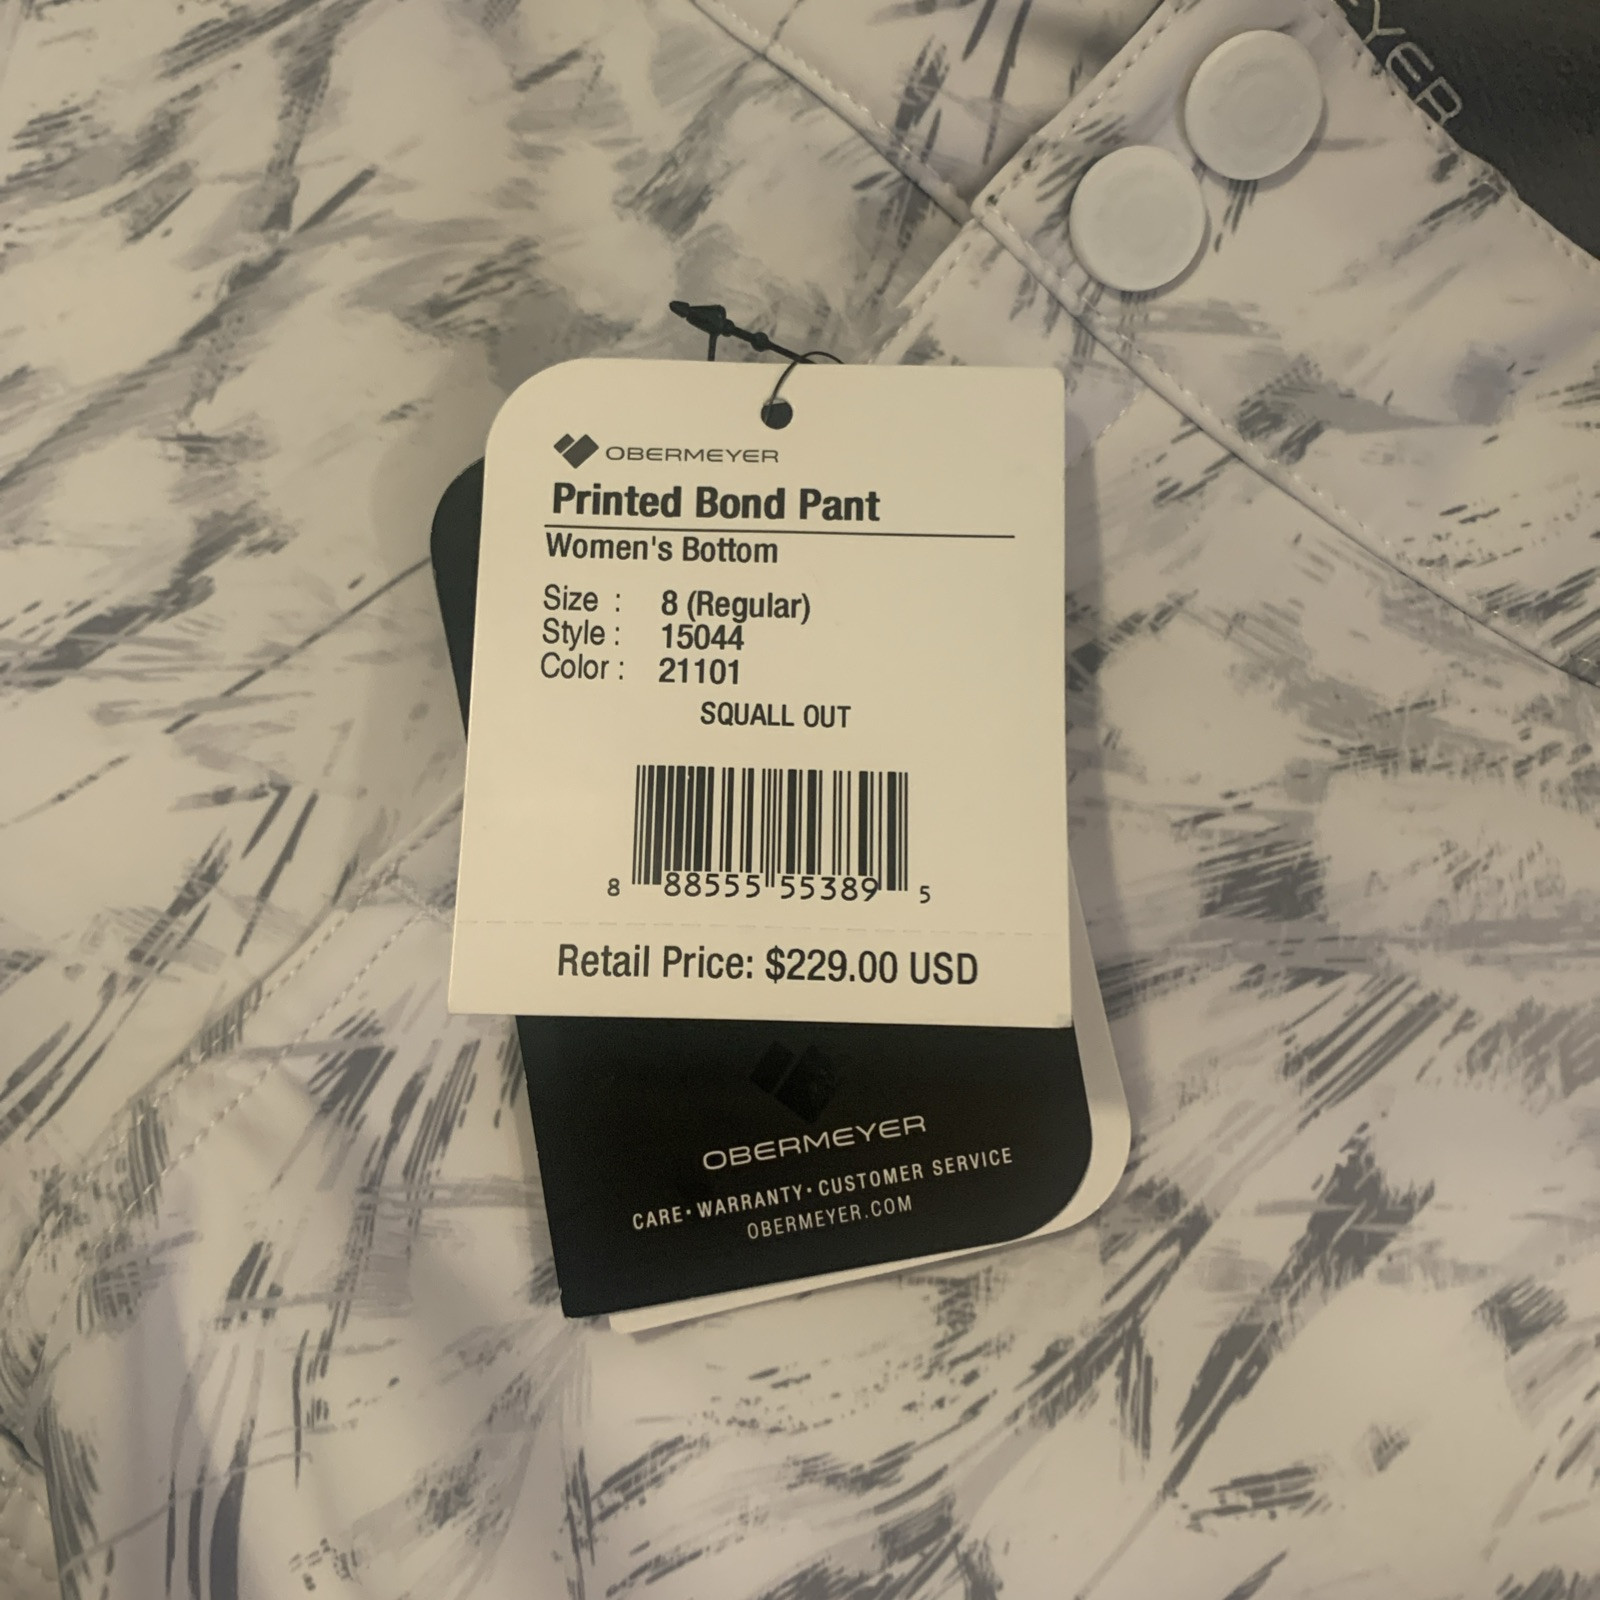 YER
OBERMEYER
Printed Bond Pant
Women's Bottom
Size : 8 (Regular)
Style : 15044
Color : 21101
SQUALL OUT
8 88555 55389 5
Retail Price: $229.00 USD
OBERMEYER
CARE • WARRANTY • CUSTOMER SERVICE
OBERMEYER.COM